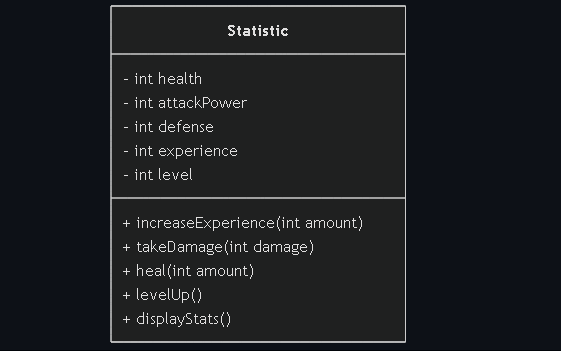 Statistic
- int health
- int attackPower
- int defense
- int experience
- int level
+ increaseExperience(int amount)
+ takeDamage(int damage)
+ heal(int amount)
+ levelUp()
+ displayStats()